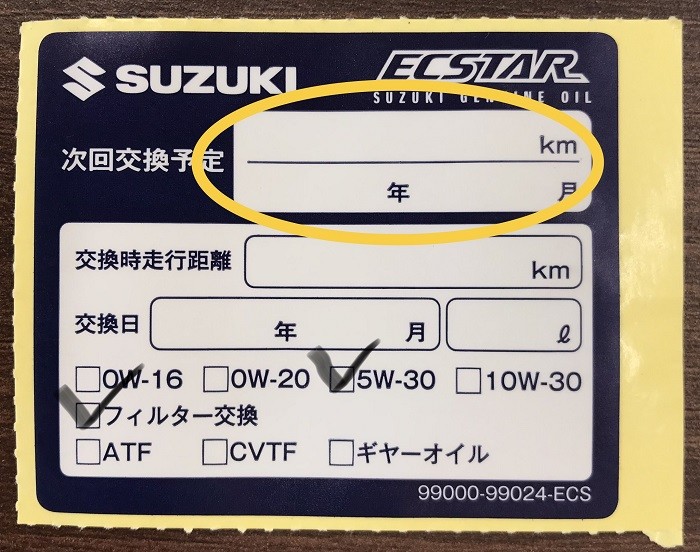 SUZUKI ECSTAR
SUZUKI GENUINE OIL
次回交換予定
km
年 月
交換時走行距離 km
交換日 年 月 ℓ
□0W-16 □0W-20 ☑5W-30 □10W-30
☑フィルター交換
□ATF □CVTF □ギヤーオイル
99000-99024-ECS